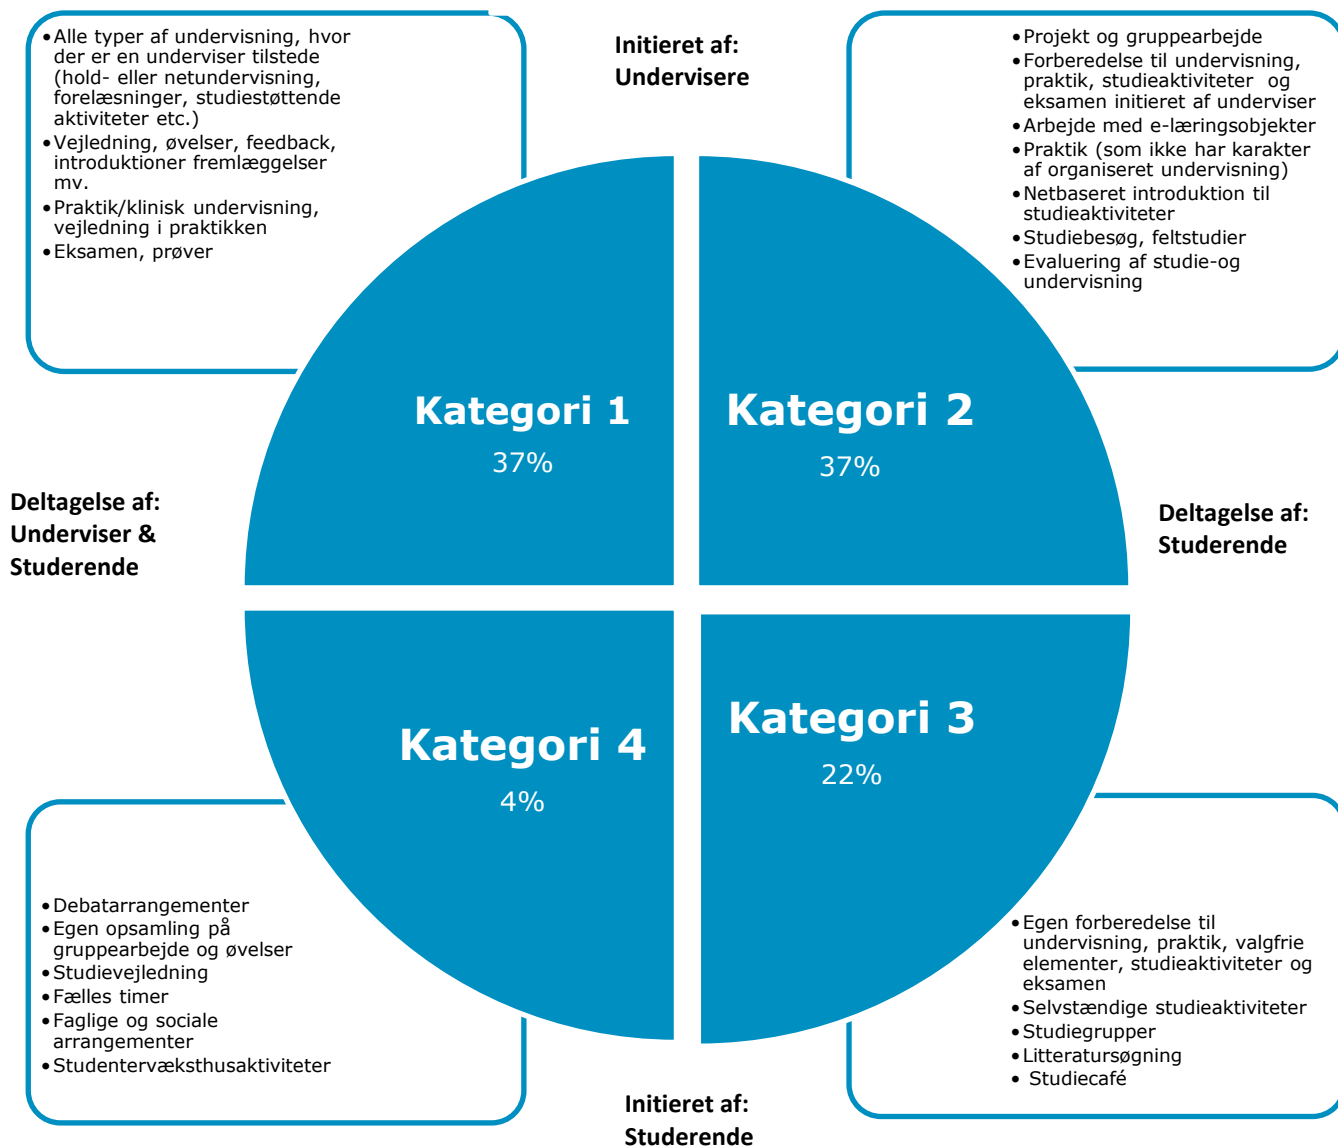 •Alle typer af undervisning, hvor
der er en underviser tilstede
(hold- eller netundervisning,
forelæsninger, studiestøttende
aktiviteter etc.)
•Vejledning, øvelser, feedback,
introduktioner fremlæggelser
mv.
•Praktik/klinisk undervisning,
vejledning i praktikken
•Eksamen, prøver
Initieret af:
Undervisere
•Projekt og gruppearbejde
•Forberedelse til undervisning,
praktik, studieaktiviteter og
eksamen initieret af underviser
•Arbejde med e-læringsobjekter
•Praktik (som ikke har karakter
af organiseret undervisning)
•Netbaseret introduktion til
studieaktiviteter
•Studiebesøg, feltstudier
•Evaluering af studie-og
undervisning
Kategori 1
37%
Kategori 2
37%
Deltagelse af:
Underviser &
Studerende
Deltagelse af:
Studerende
Kategori 4
4%
Kategori 3
22%
•Debatarrangementer
•Egen opsamling på
gruppearbejde og øvelser
•Studievejledning
•Fælles timer
•Faglige og sociale
arrangementer
•Studentervæksthusaktiviteter
•Egen forberedelse til
undervisning, praktik, valgfrie
elementer, studieaktiviteter og
eksamen
•Selvstændige studieaktiviteter
•Studiegrupper
•Litteratursøgning
• Studiecafé
Initieret af:
Studerende